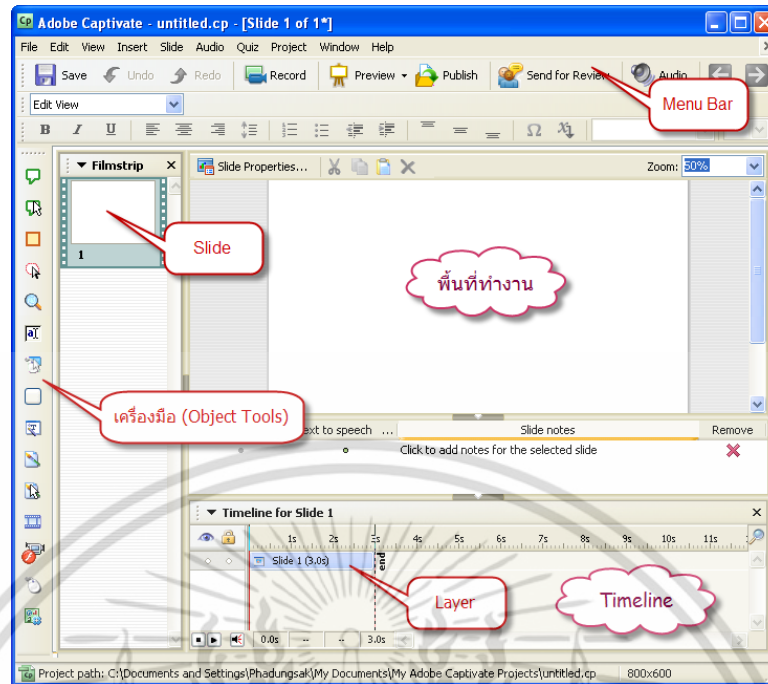 Adobe Captivate - untitled.cp - [Slide 1 of 1*]
File Edit View Insert Slide Audio Quiz Project Window Help
Save Undo Redo Record Preview Publish Send for Review Audio
Menu Bar
Edit View
B I U
Filmstrip Slide Properties... Zoom: 50%
1
Slide
พื้นที่ทำงาน
เครื่องมือ (Object Tools)
ext to speech ... Slide notes Remove
Click to add notes for the selected slide
Timeline for Slide 1
1s 2s 3s 4s 5s 6s 7s 8s 9s 10s 11s
Slide 1 (3.0s) end
Layer
Timeline
0.0s -- -- 3.0s
Project path: C:\Documents and Settings\Phadungsak\My Documents\My Adobe Captivate Projects\untitled.cp 800x600